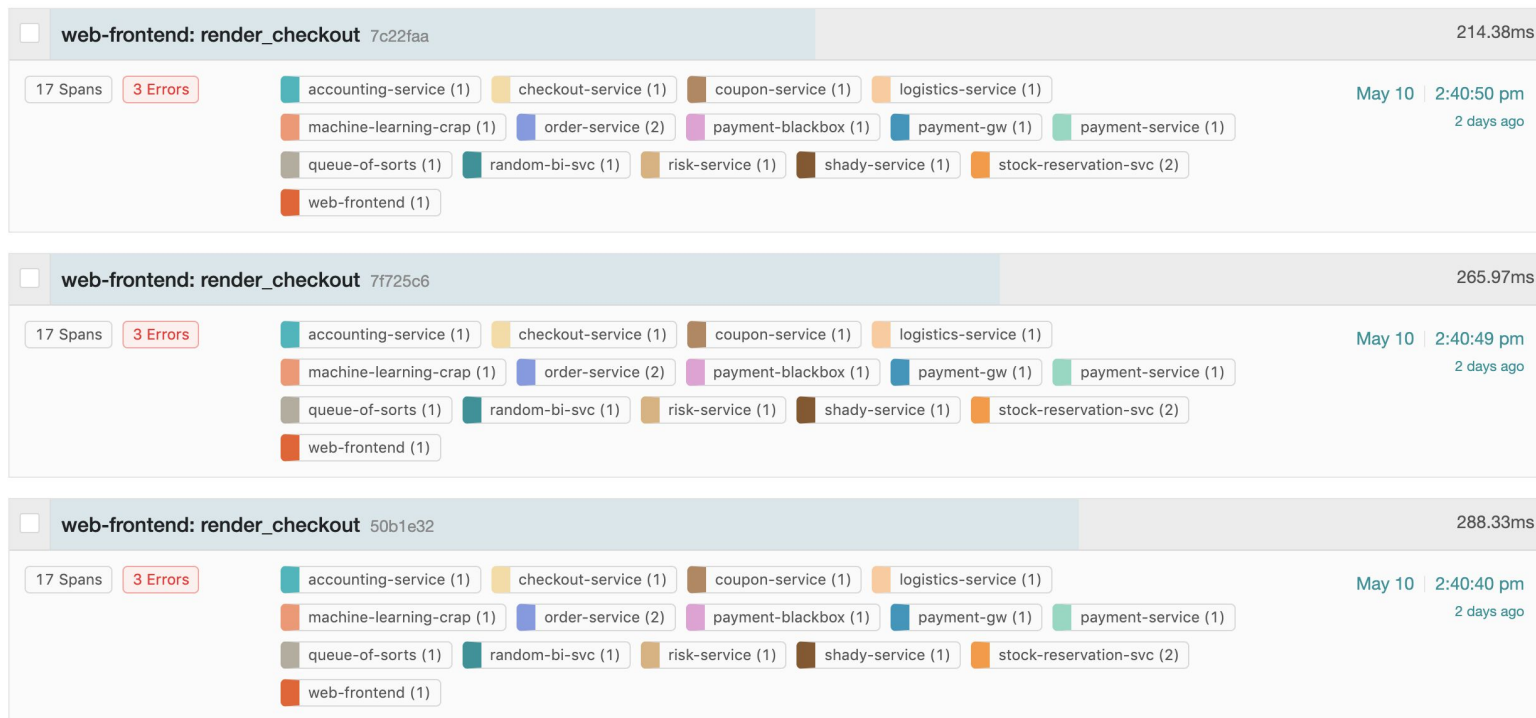 web-frontend: render_checkout 7c22faa 214.38ms
17 Spans 3 Errors accounting-service (1) checkout-service (1) coupon-service (1) logistics-service (1) May 10 2:40:50 pm
machine-learning-crap (1) order-service (2) payment-blackbox (1) payment-gw (1) payment-service (1) 2 days ago
queue-of-sorts (1) random-bi-svc (1) risk-service (1) shady-service (1) stock-reservation-svc (2)
web-frontend (1)
web-frontend: render_checkout 7f725c6 265.97ms
17 Spans 3 Errors accounting-service (1) checkout-service (1) coupon-service (1) logistics-service (1) May 10 2:40:49 pm
machine-learning-crap (1) order-service (2) payment-blackbox (1) payment-gw (1) payment-service (1) 2 days ago
queue-of-sorts (1) random-bi-svc (1) risk-service (1) shady-service (1) stock-reservation-svc (2)
web-frontend (1)
web-frontend: render_checkout 50b1e32 288.33ms
17 Spans 3 Errors accounting-service (1) checkout-service (1) coupon-service (1) logistics-service (1) May 10 2:40:40 pm
machine-learning-crap (1) order-service (2) payment-blackbox (1) payment-gw (1) payment-service (1) 2 days ago
queue-of-sorts (1) random-bi-svc (1) risk-service (1) shady-service (1) stock-reservation-svc (2)
web-frontend (1)